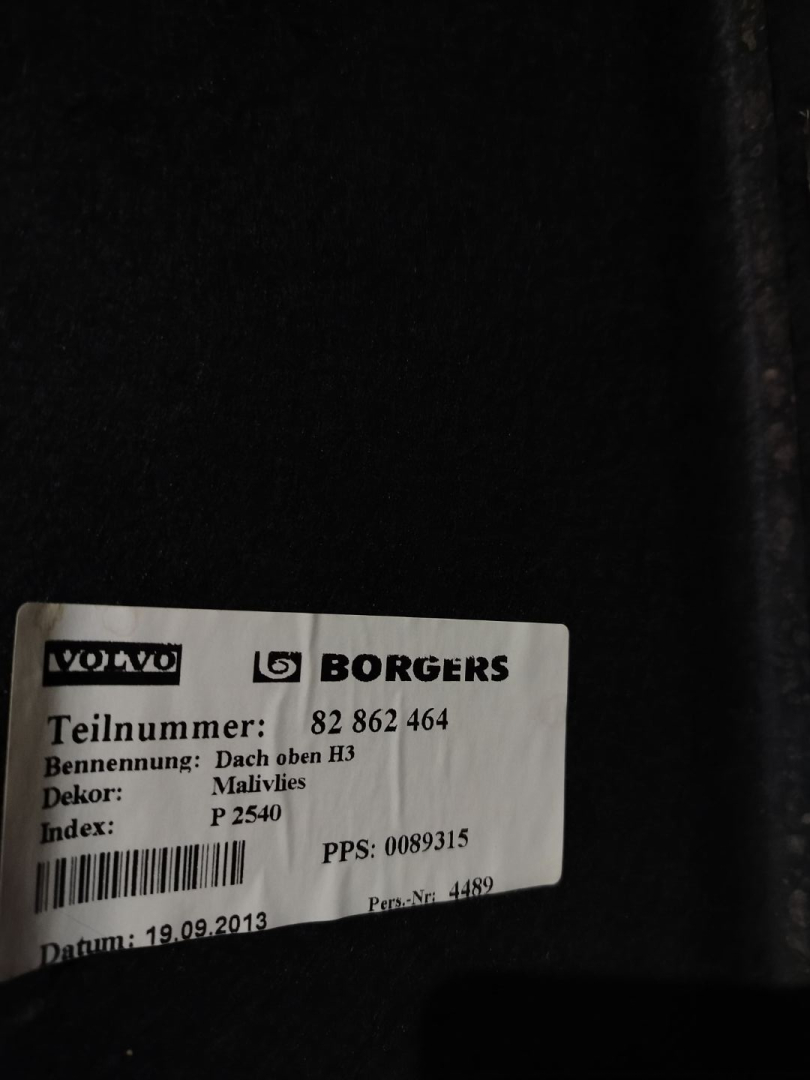 VOLVO BORGERS
Teilnummer: 82 862 464
Bennennung: Dach oben H3
Dekor: Malivlies
Index: P 2540
PPS: 0089315
Pers.-Nr: 4489
Datum: 19.09.2013